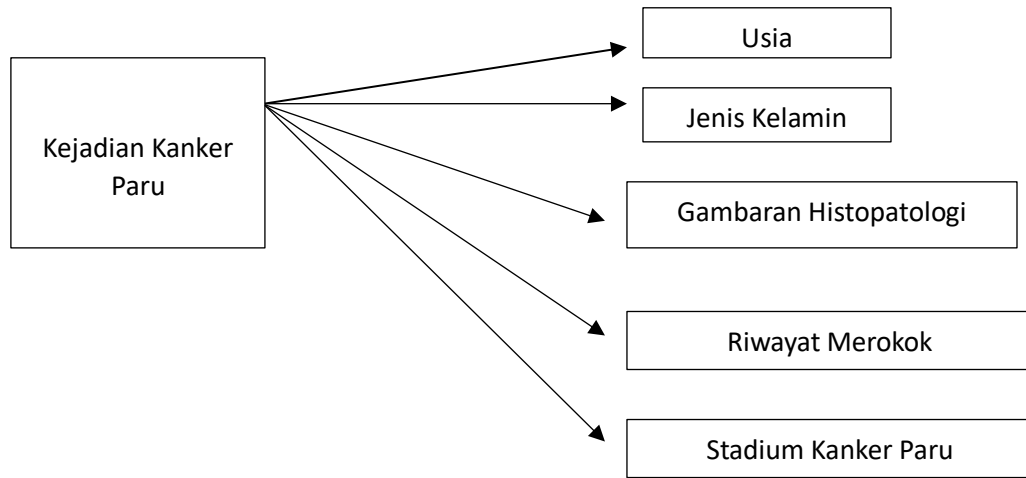 Kejadian Kanker
Paru
Usia
Jenis Kelamin
Gambaran Histopatologi
Riwayat Merokok
Stadium Kanker Paru